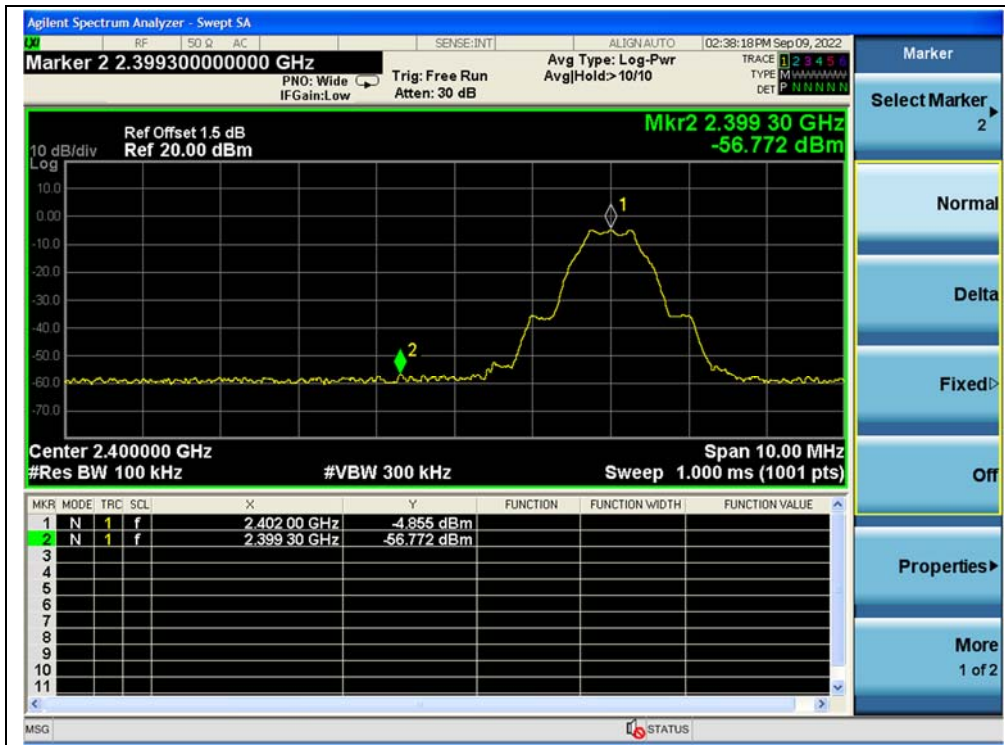 Agilent Spectrum Analyzer - Swept SA
LXI RF 50 Ω AC SENSE:INT ALIGNAUTO 02:38:18 PM Sep 09, 2022
Marker 2 2.399300000000 GHz
PNO: Wide
IFGain:Low
Trig: Free Run
Atten: 30 dB
Avg Type: Log-Pwr
Avg|Hold:>10/10
TRACE 1 2 3 4 5 6
TYPE M
DET P N N N N N
Mkr2 2.399 30 GHz
-56.772 dBm
Ref Offset 1.5 dB
10 dB/div Ref 20.00 dBm
Log
10.0
0.00
-10.0
-20.0
-30.0
-40.0
-50.0
-60.0
-70.0
1
2
Center 2.400000 GHz Span 10.00 MHz
#Res BW 100 kHz #VBW 300 kHz Sweep 1.000 ms (1001 pts)
MKR MODE TRC SCL X Y FUNCTION FUNCTION WIDTH FUNCTION VALUE
1 N 1 f 2.402 00 GHz -4.855 dBm
2 N 1 f 2.399 30 GHz -56.772 dBm
3
4
5
6
7
8
9
10
11
MSG STATUS
Marker
Select Marker
2
Normal
Delta
Fixed
Off
Properties
More
1 of 2